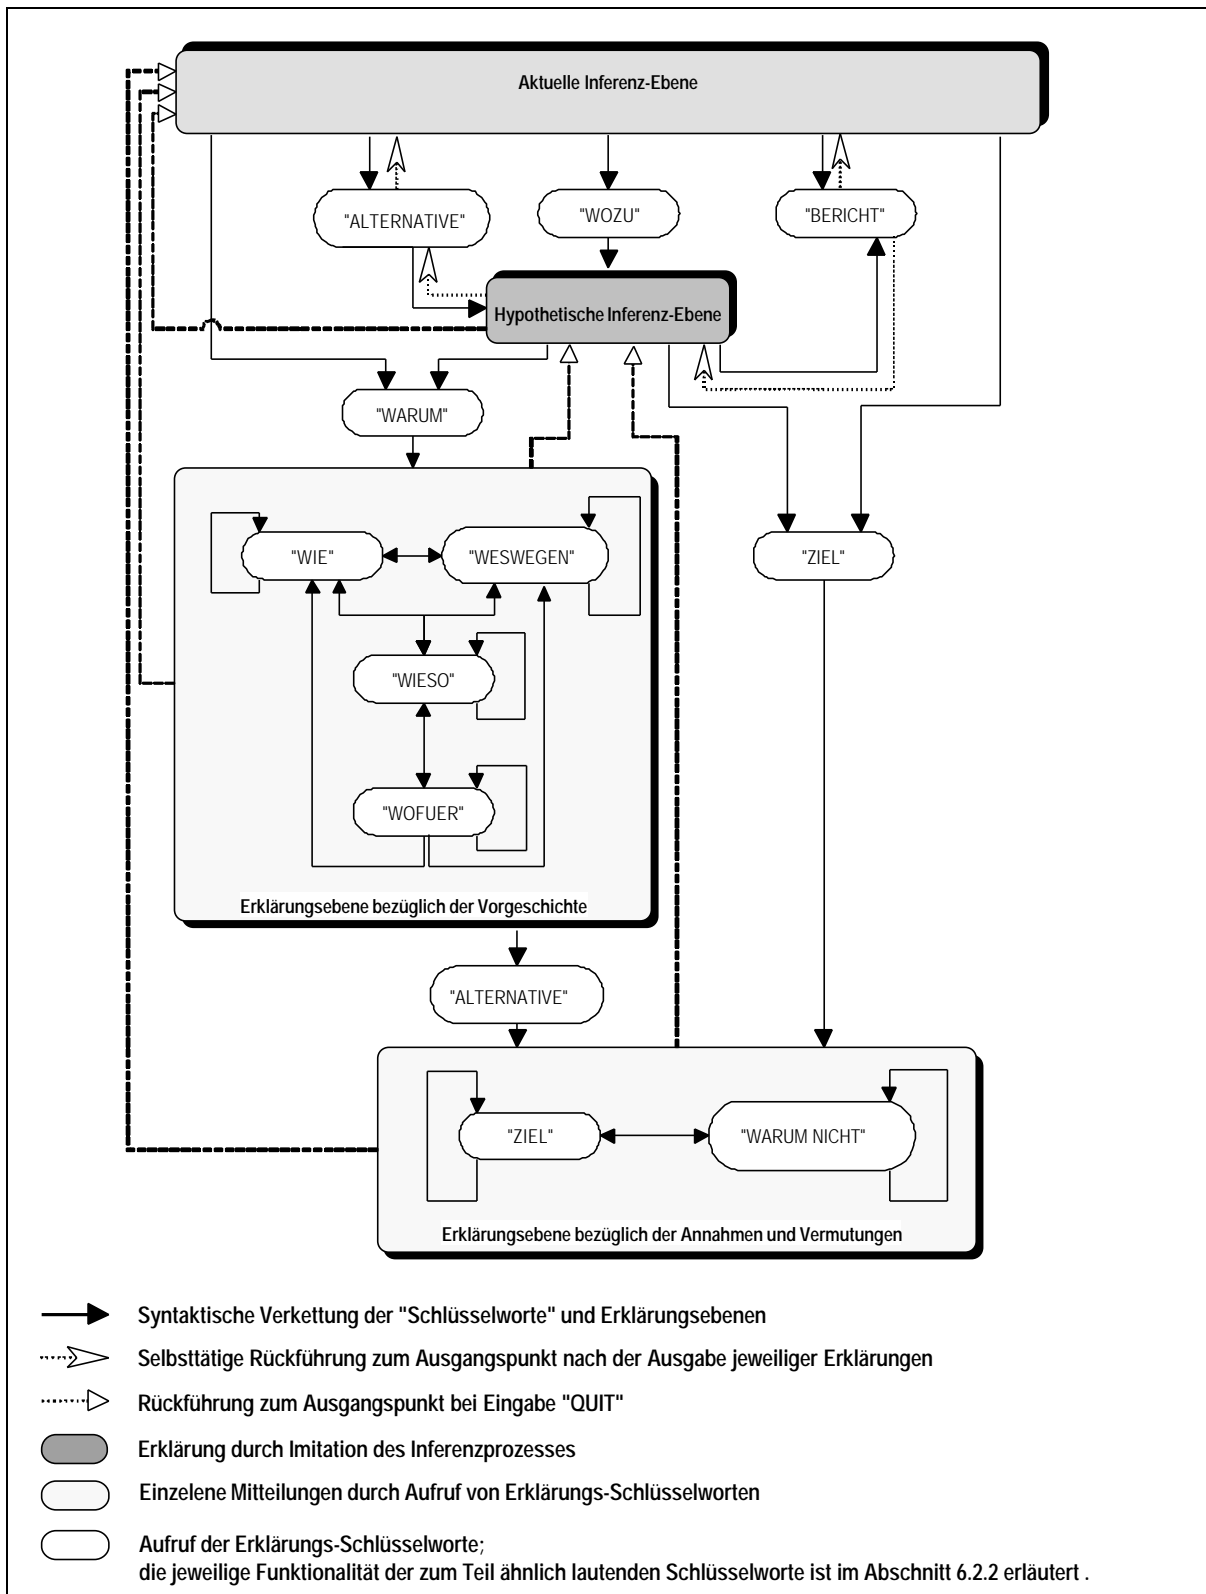 Aktuelle Inferenz-Ebene
"ALTERNATIVE"
"WOZU"
"BERICHT"
Hypothetische Inferenz-Ebene
"WARUM"
"WIE"
"WESWEGEN"
"ZIEL"
"WIESO"
"WOFUER"
Erklärungsebene bezüglich der Vorgeschichte
"ALTERNATIVE"
"ZIEL"
"WARUM NICHT"
Erklärungsebene bezüglich der Annahmen und Vermutungen
Syntaktische Verkettung der "Schlüsselworte" und Erklärungsebenen
Selbsttätige Rückführung zum Ausgangspunkt nach der Ausgabe jeweiliger Erklärungen
Rückführung zum Ausgangspunkt bei Eingabe "QUIT"
Erklärung durch Imitation des Inferenzprozesses
Einzelene Mitteilungen durch Aufruf von Erklärungs-Schlüsselworten
Aufruf der Erklärungs-Schlüsselworte;
die jeweilige Funktionalität der zum Teil ähnlich lautenden Schlüsselworte ist im Abschnitt 6.2.2 erläutert .